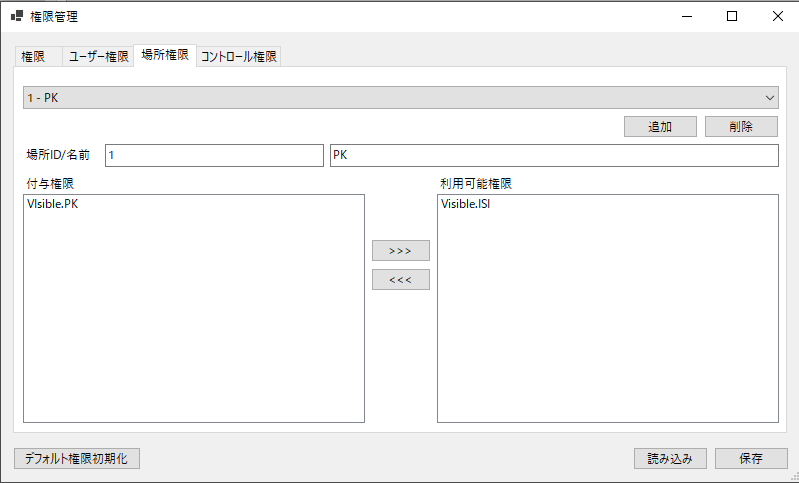 権限管理
権限 ユーザー権限 場所権限 コントロール権限
1 - PK
追加 削除
場所ID/名前 1 PK
付与権限 利用可能権限
VIsible.PK Visible.ISI
>>>
<<<
デフォルト権限初期化 読み込み 保存